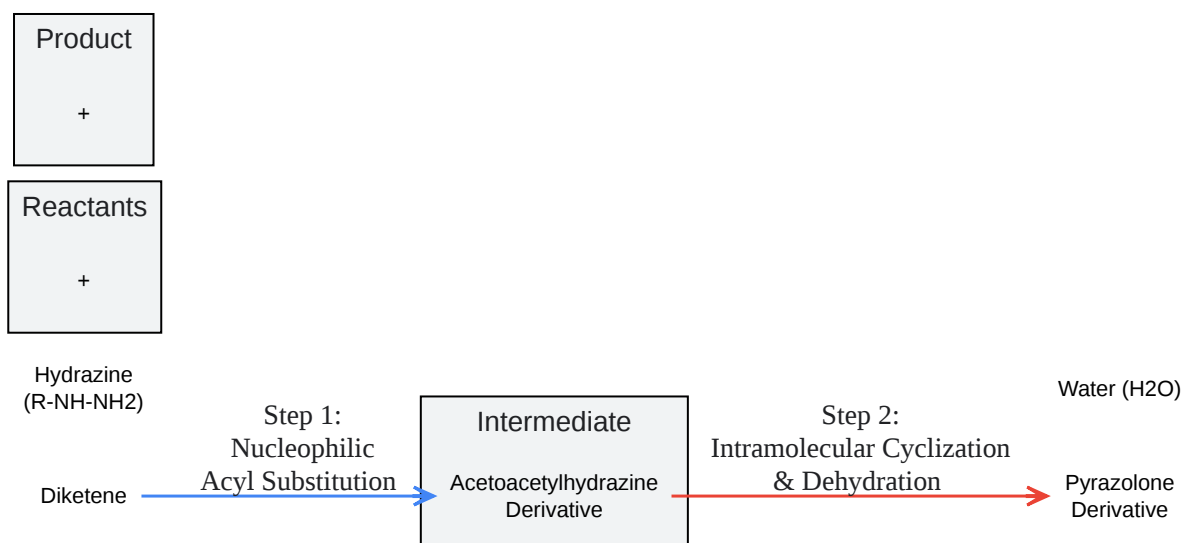 Product
+
Reactants
+
Hydrazine
(R-NH-NH2)
Diketene
Step 1:
Nucleophilic
Acyl Substitution
Intermediate
Acetoacetylhydrazine
Derivative
Step 2:
Intramolecular Cyclization
& Dehydration
Water (H2O)
Pyrazolone
Derivative